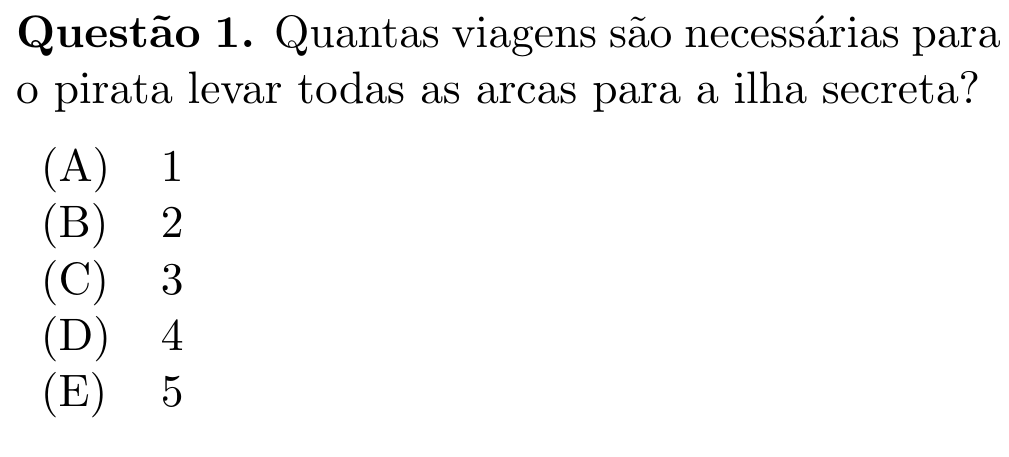 Questão 1. Quantas viagens são necessárias para
o pirata levar todas as arcas para a ilha secreta?
(A) 1
(B) 2
(C) 3
(D) 4
(E) 5